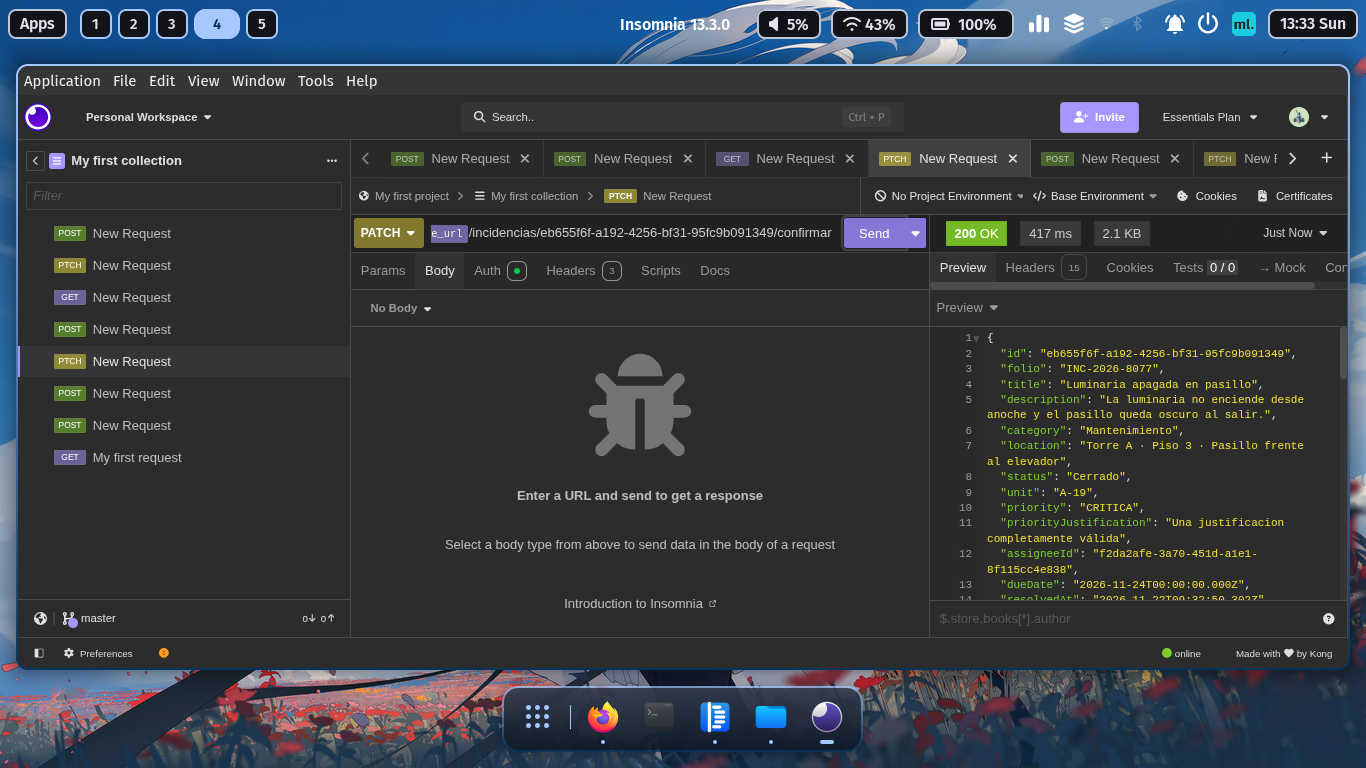 Apps 1 2 3 4 5 Insomnia 13.3.0 5% 43% 100% ml. 13:33 Sun
Application File Edit View Window Tools Help
Personal Workspace Search.. Ctrl + P Invite Essentials Plan
My first collection ...
POST New Request POST New Request GET New Request PTCH New Request POST New Request PTCH New
Filter
My first project My first collection PTCH New Request No Project Environment Base Environment Cookies Certificates
POST New Request
PTCH New Request
GET New Request
POST New Request
PTCH New Request
POST New Request
POST New Request
GET My first request
master 0 0
PATCH e_url /incidencias/eb655f6f-a192-4256-bf31-95fc9b091349/confirmar Send
Params Body Auth Headers 3 Scripts Docs
No Body
Enter a URL and send to get a response
Select a body type from above to send data in the body of a request
Introduction to Insomnia
200 OK 417 ms 2.1 KB Just Now
Preview Headers 15 Cookies Tests 0 / 0 → Mock
Preview
1 {
2 "id": "eb655f6f-a192-4256-bf31-95fc9b091349",
3 "folio": "INC-2026-8077",
4 "title": "Luminaria apagada en pasillo",
5 "description": "La luminaria no enciende desde
anoche y el pasillo queda oscuro al salir.",
6 "category": "Mantenimiento",
7 "location": "Torre A · Piso 3 · Pasillo frente
al elevador",
8 "status": "Cerrado",
9 "unit": "A-19",
10 "priority": "CRITICA",
11 "priorityJustification": "Una justificacion
completamente válida",
12 "assigneeId": "f2da2afe-3a70-451d-a1e1-
8f115cc4e838",
13 "dueDate": "2026-11-24T00:00:00.000Z",
14 "resolvedAt": "2026-11-22T09:32:50.302Z"
$.store.books[*].author
Preferences online Made with by Kong